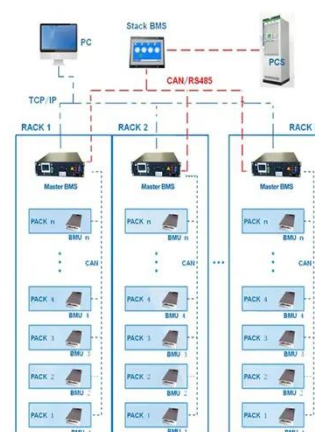 PC
Stack BMS
PCS
CAN/RS485
TCP/IP
RACK 1
RACK 2
RACK
Master BMS
Master BMS
Master BMS
PACK n
PACK n
PACK n
BMU n
BMU n
BMU n
CAN
CAN
CAN
PACK 4
PACK 4
PACK 4
BMU 4
BMU 4
BMU 4
PACK 3
PACK 3
PACK 3
BMU 3
BMU 3
BMU 3
PACK 2
PACK 2
PACK 2
BMU 2
BMU 2
BMU 2
PACK 1
PACK 1
PACK 1